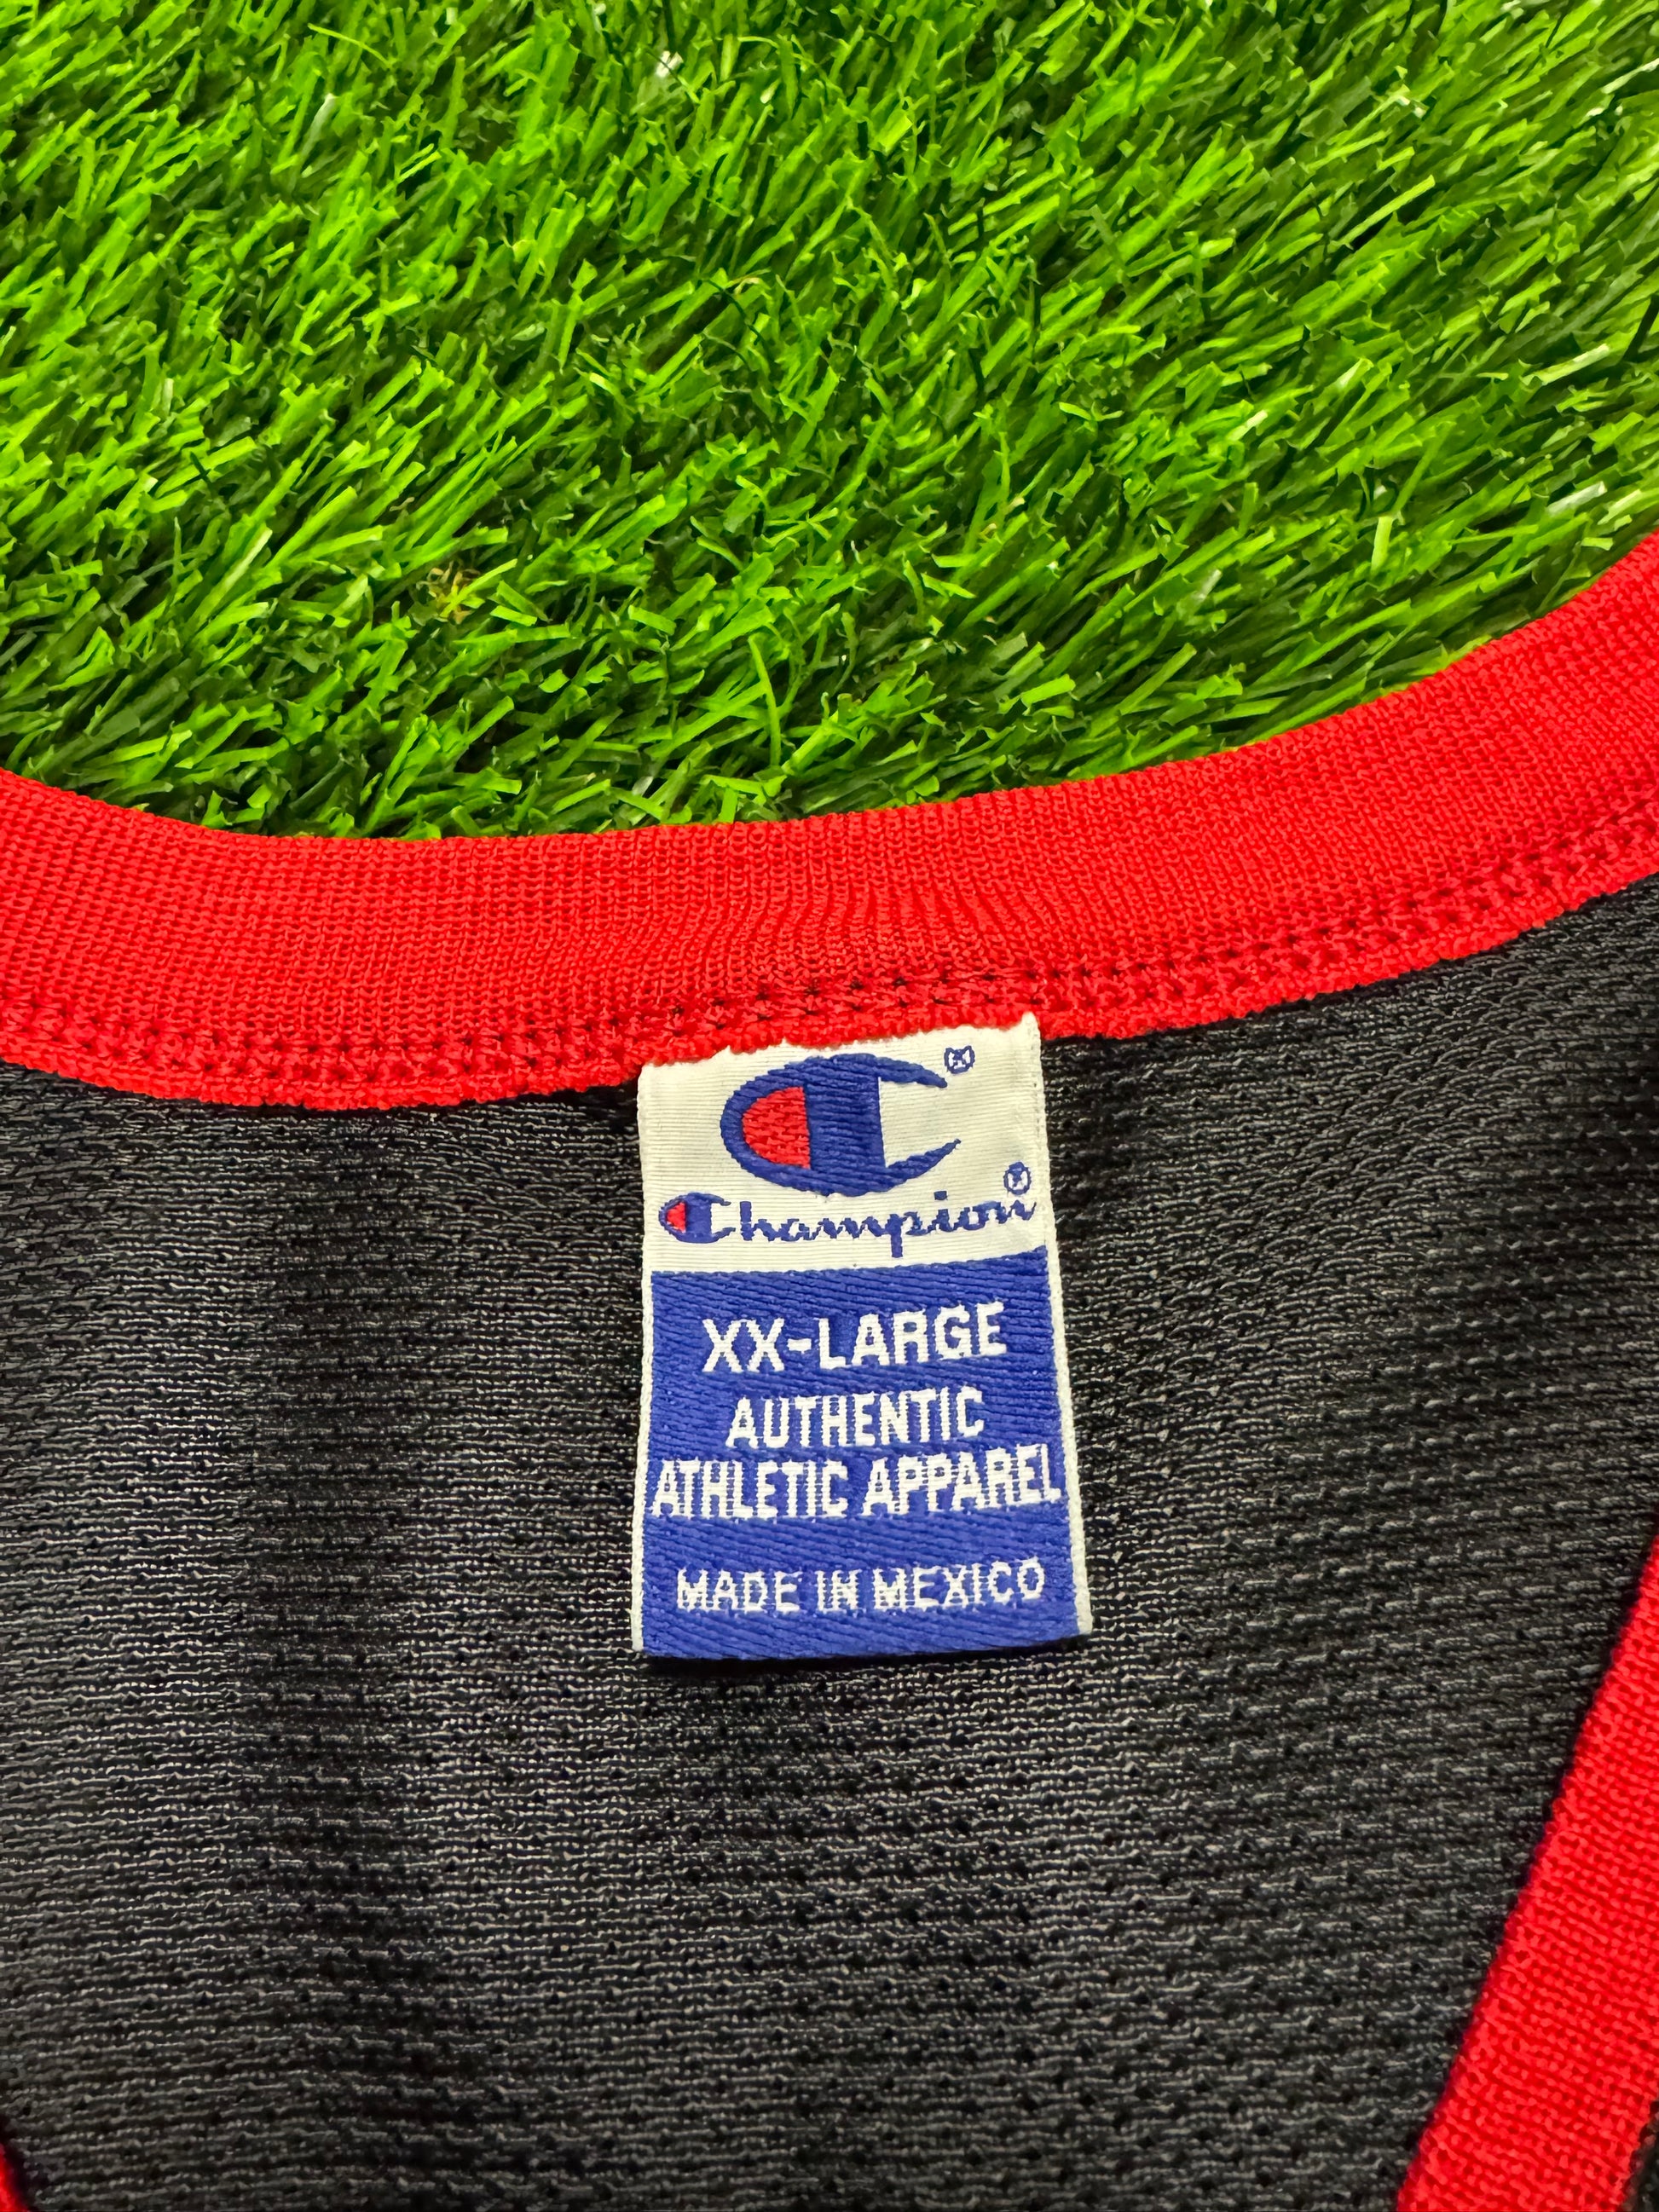 ®
Champion®
XX-LARGE
AUTHENTIC
ATHLETIC APPAREL
MADE IN MEXICO